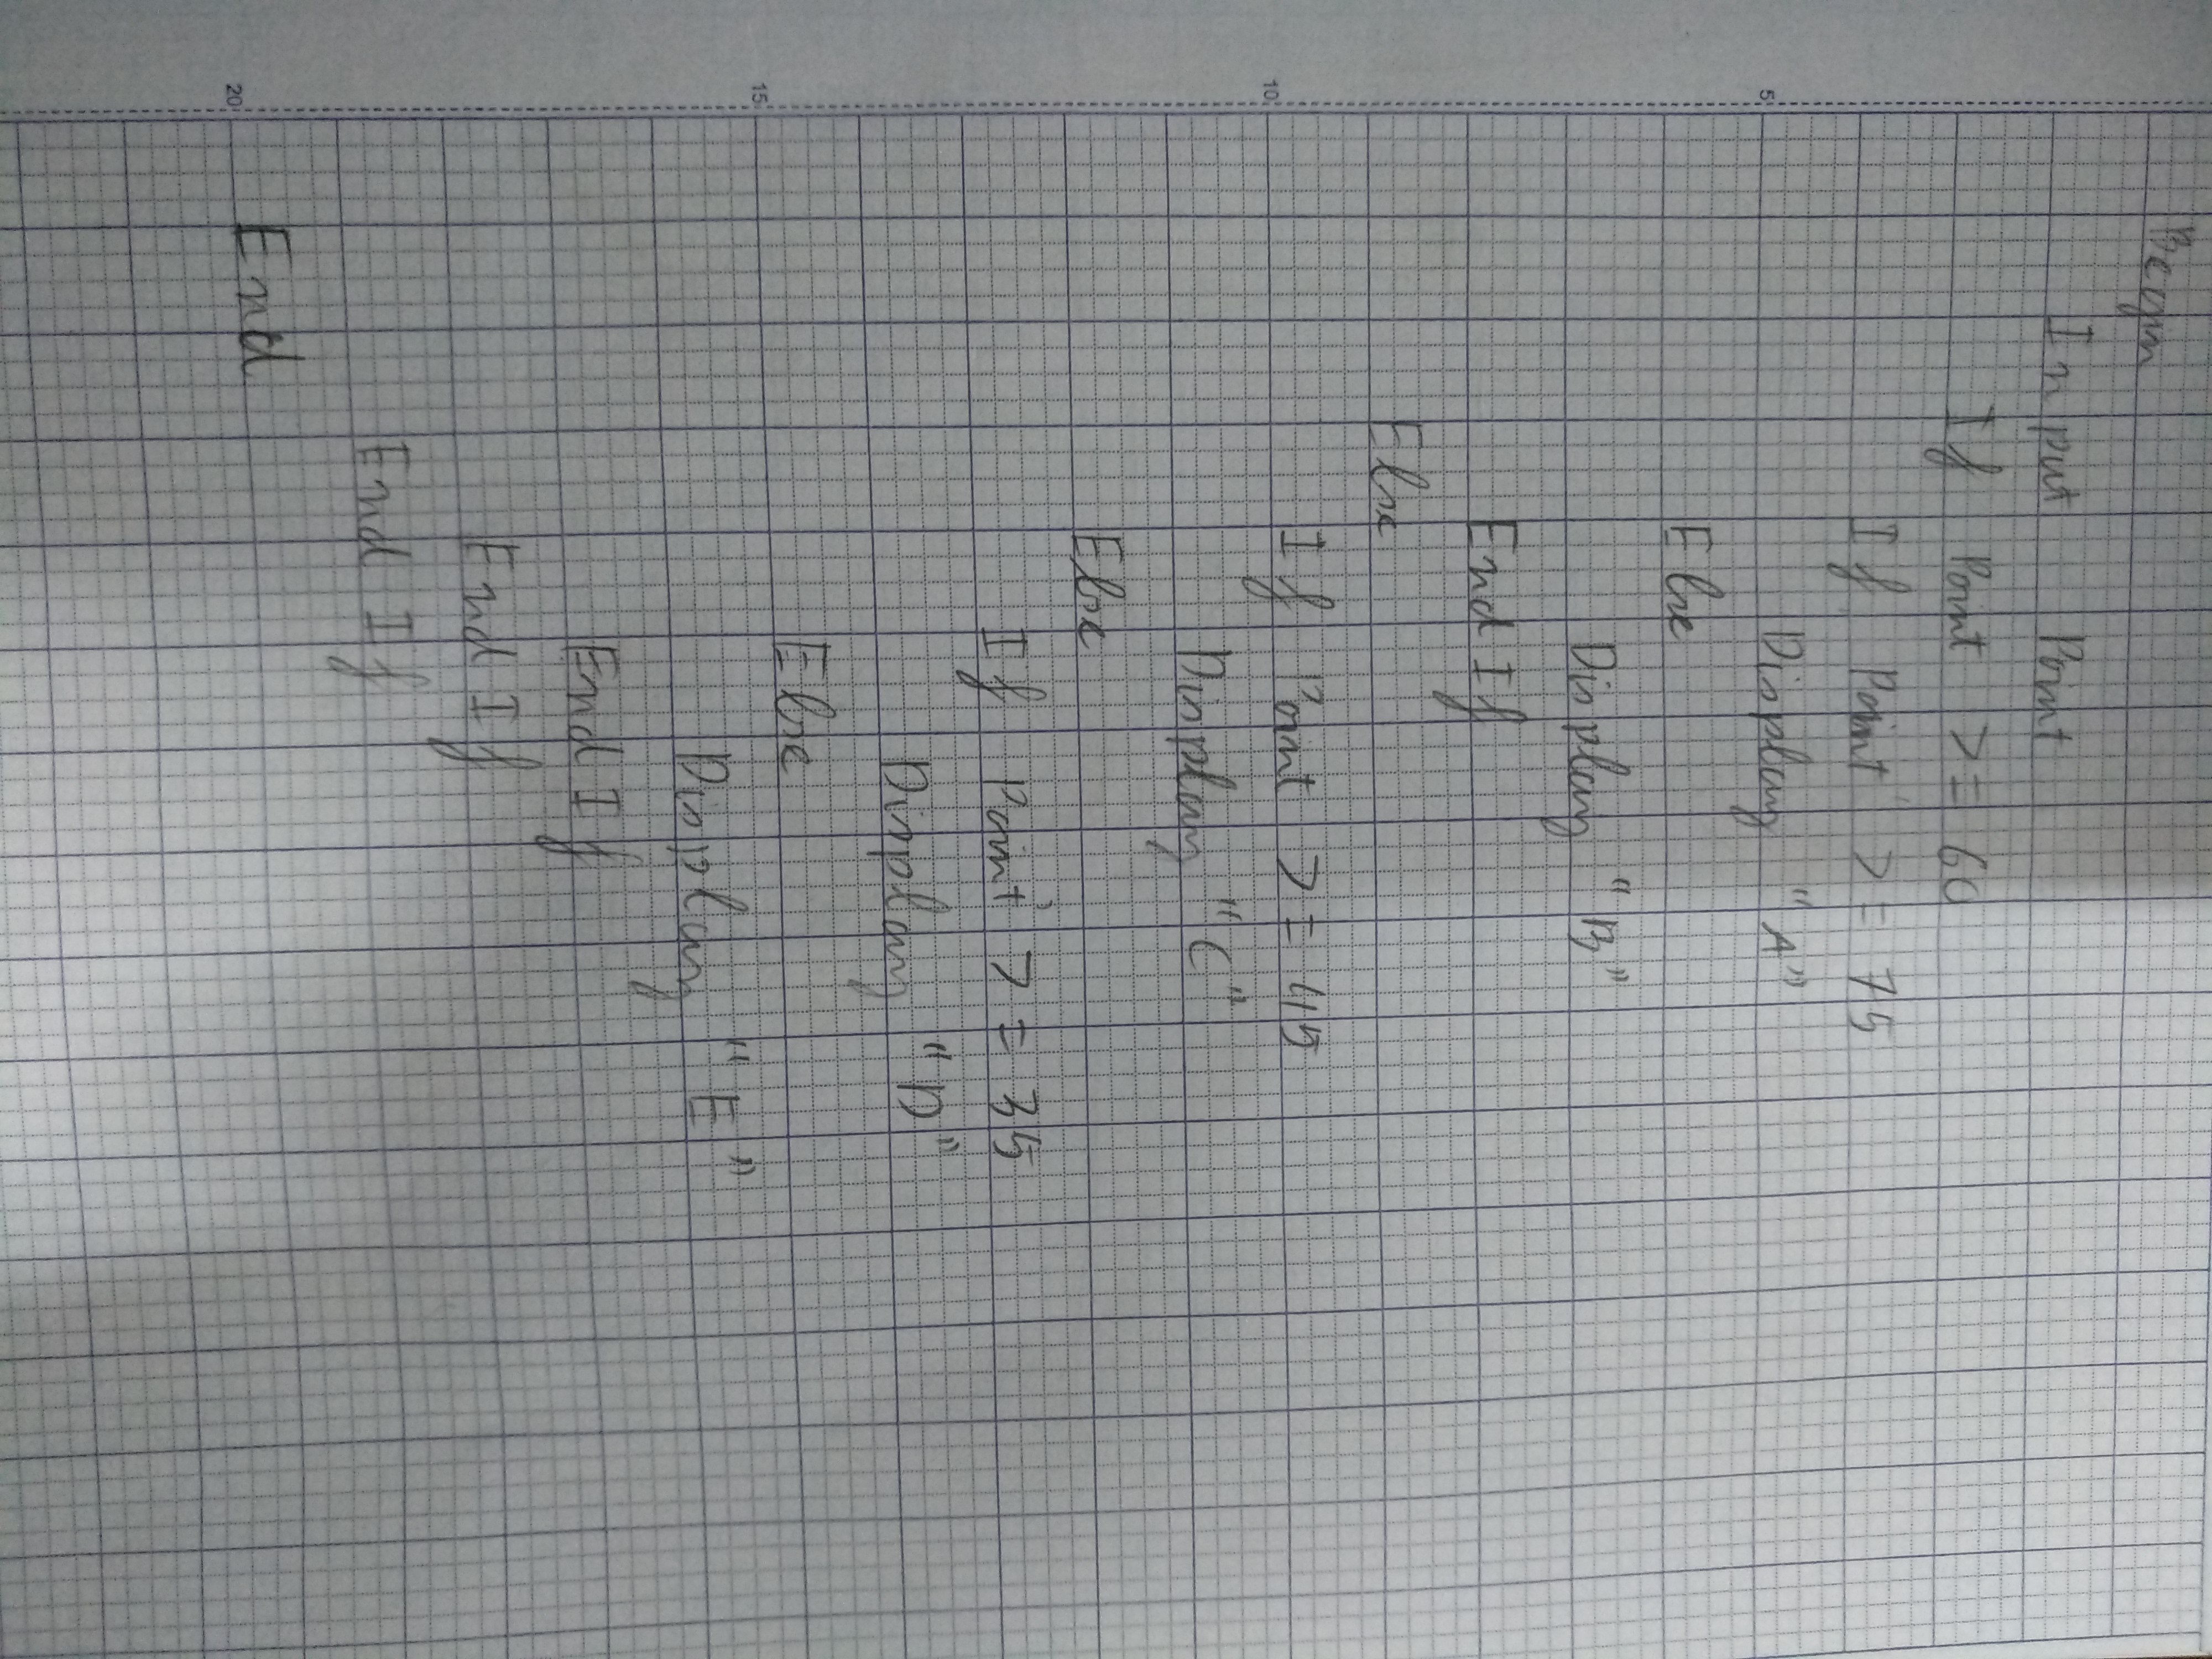 Begin
Input Point
If Point >= 60
If Point >= 75
5
Display "A"
Else
Display "B"
End If
Else
10
If Point >= 45
Display "C"
Else
If Point >= 35
Display "D"
15
Else
Display "E"
End If
End If
End If
20
End